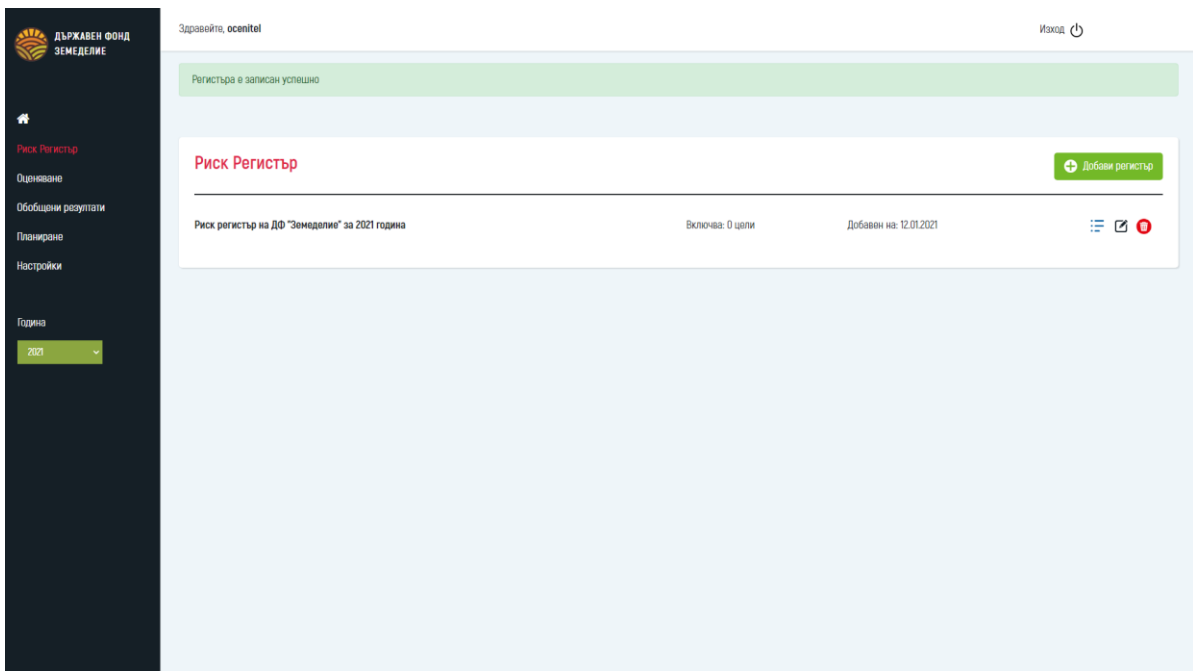 ДЪРЖАВЕН ФОНД
ЗЕМЕДЕЛИЕ
Здравейте, ocenitel
Изход
Регистъра е записан успешно
Риск Регистър
Оценяване
Обобщени резултати
Планиране
Настройки
Година
2021
Риск Регистър
Добави регистър
Риск регистър на ДФ "Земеделие" за 2021 година
Включва: 0 цели
Добавен на: 12.01.2021